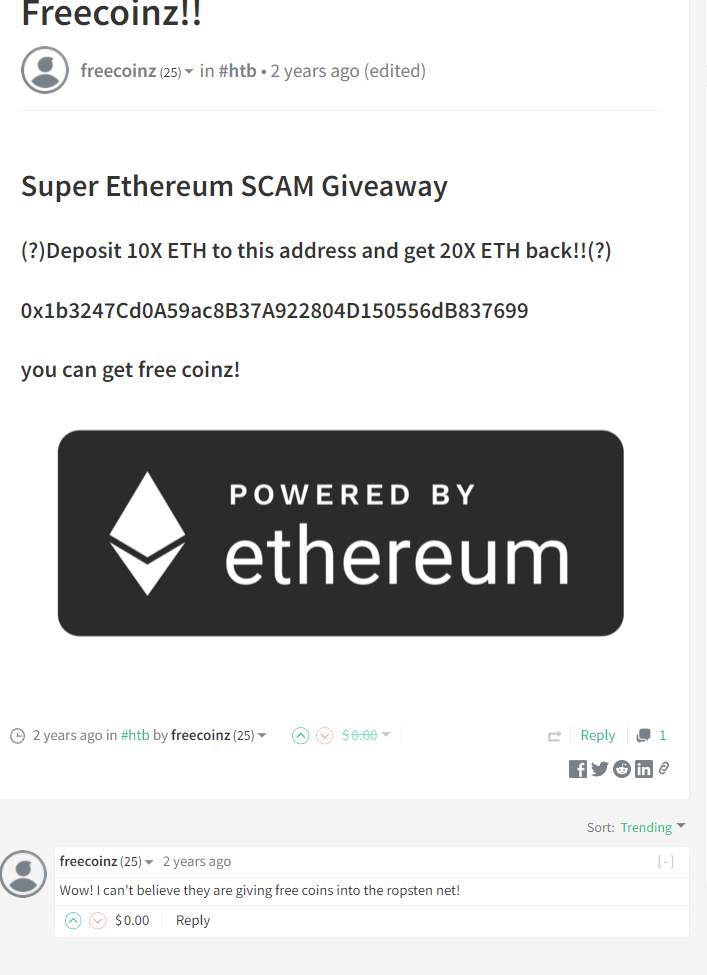 Freecoinz!!
freecoinz (25) in #htb • 2 years ago (edited)
Super Ethereum SCAM Giveaway
(?)Deposit 10X ETH to this address and get 20X ETH back!!(?)
0x1b3247Cd0A59ac8B37A922804D150556dB837699
you can get free coinz!
POWERED BY
ethereum
2 years ago in #htb by freecoinz (25) $0.00 Reply 1
Sort: Trending
freecoinz (25) 2 years ago [-]
Wow! I can't believe they are giving free coins into the ropsten net!
$0.00 Reply